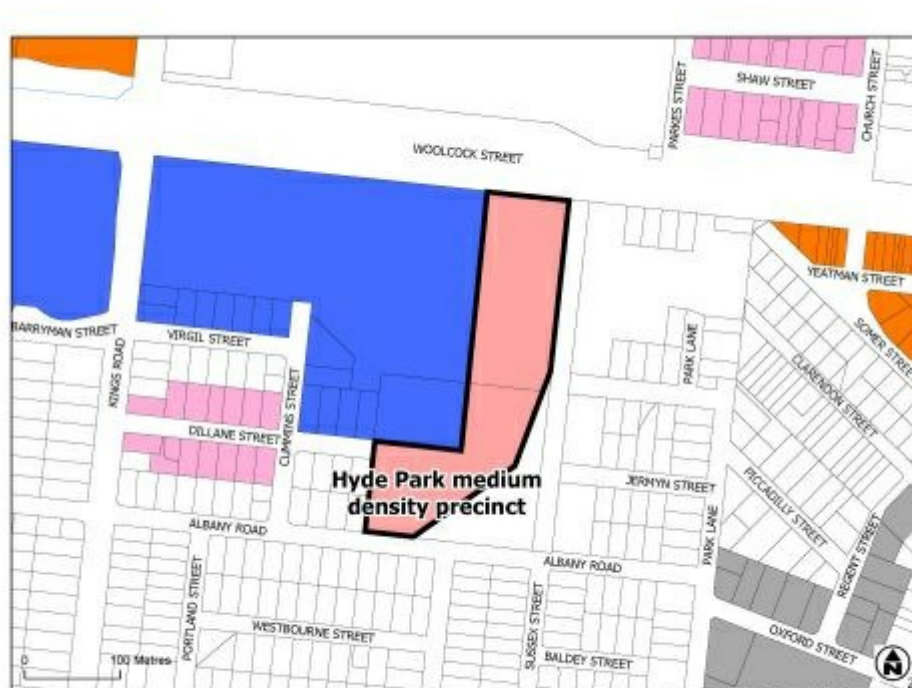 SHAW STREET
PARKES STREET
CHURCH STREET
WOOLCOCK STREET
YEATMAN STREET
SOMER STREET
BARRYMAN STREET
VIRGIL STREET
KINGS ROAD
PARK LANE
CLARENDON STREET
CUMMINS STREET
DILLANE STREET
Hyde Park medium
density precinct
JERMYN STREET
PICCADILLY STREET
ALBANY ROAD
PARK LANE
ALBANY ROAD
REGENT STREET
PORTLAND STREET
WESTBOURNE STREET
SUSSEX STREET
OXFORD STREET
BALDEY STREET
0 100 Metres
N